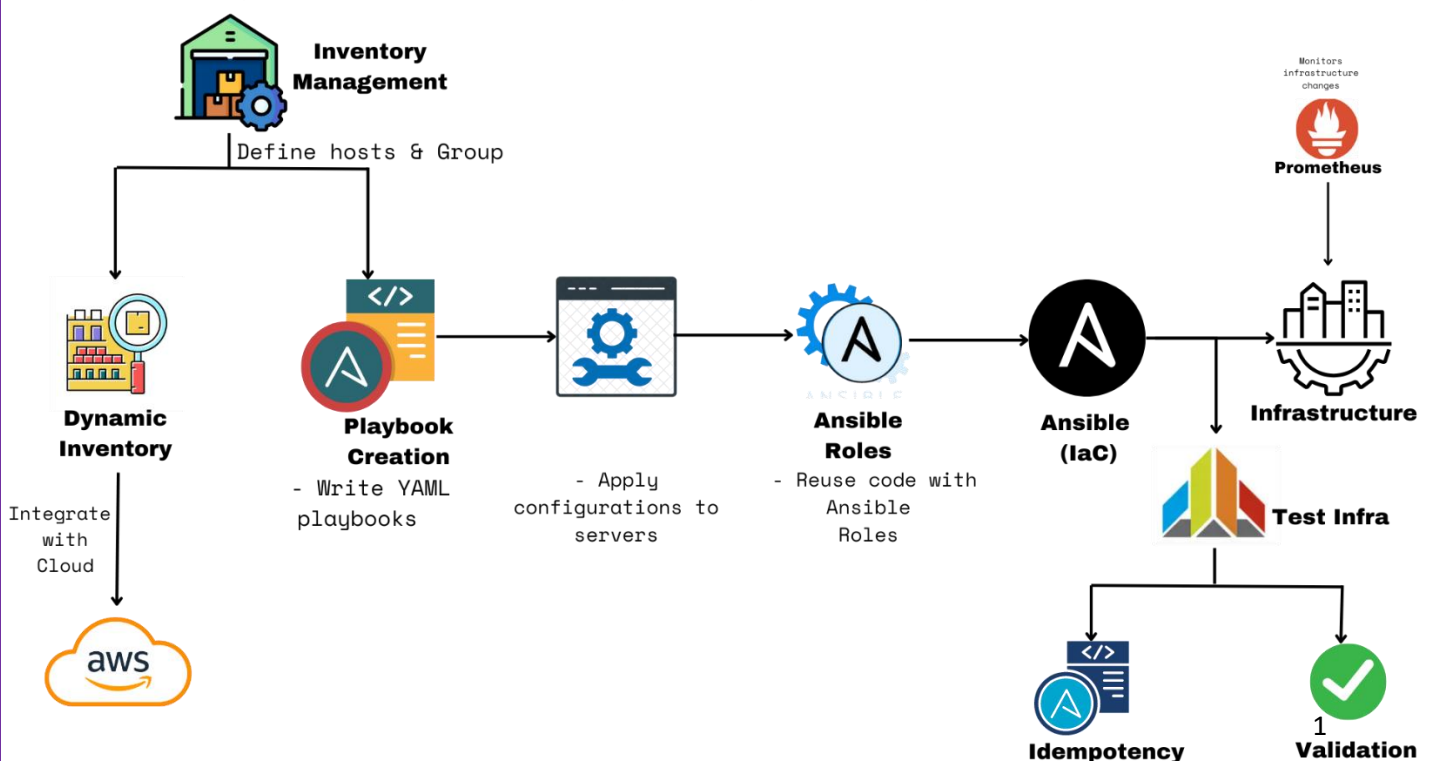 Inventory
Management
Define hosts & Group
Monitors
infrastructure
changes
Prometheus
</>
Dynamic
Inventory
Integrate
with
Cloud
aws
Playbook
Creation
- Write YAML
playbooks
- Apply
configurations to
servers
ANSIBLE
Ansible
Roles
- Reuse code with
Ansible
Roles
Ansible
(IaC)
Infrastructure
Test Infra
</>
Idempotency
1
Validation